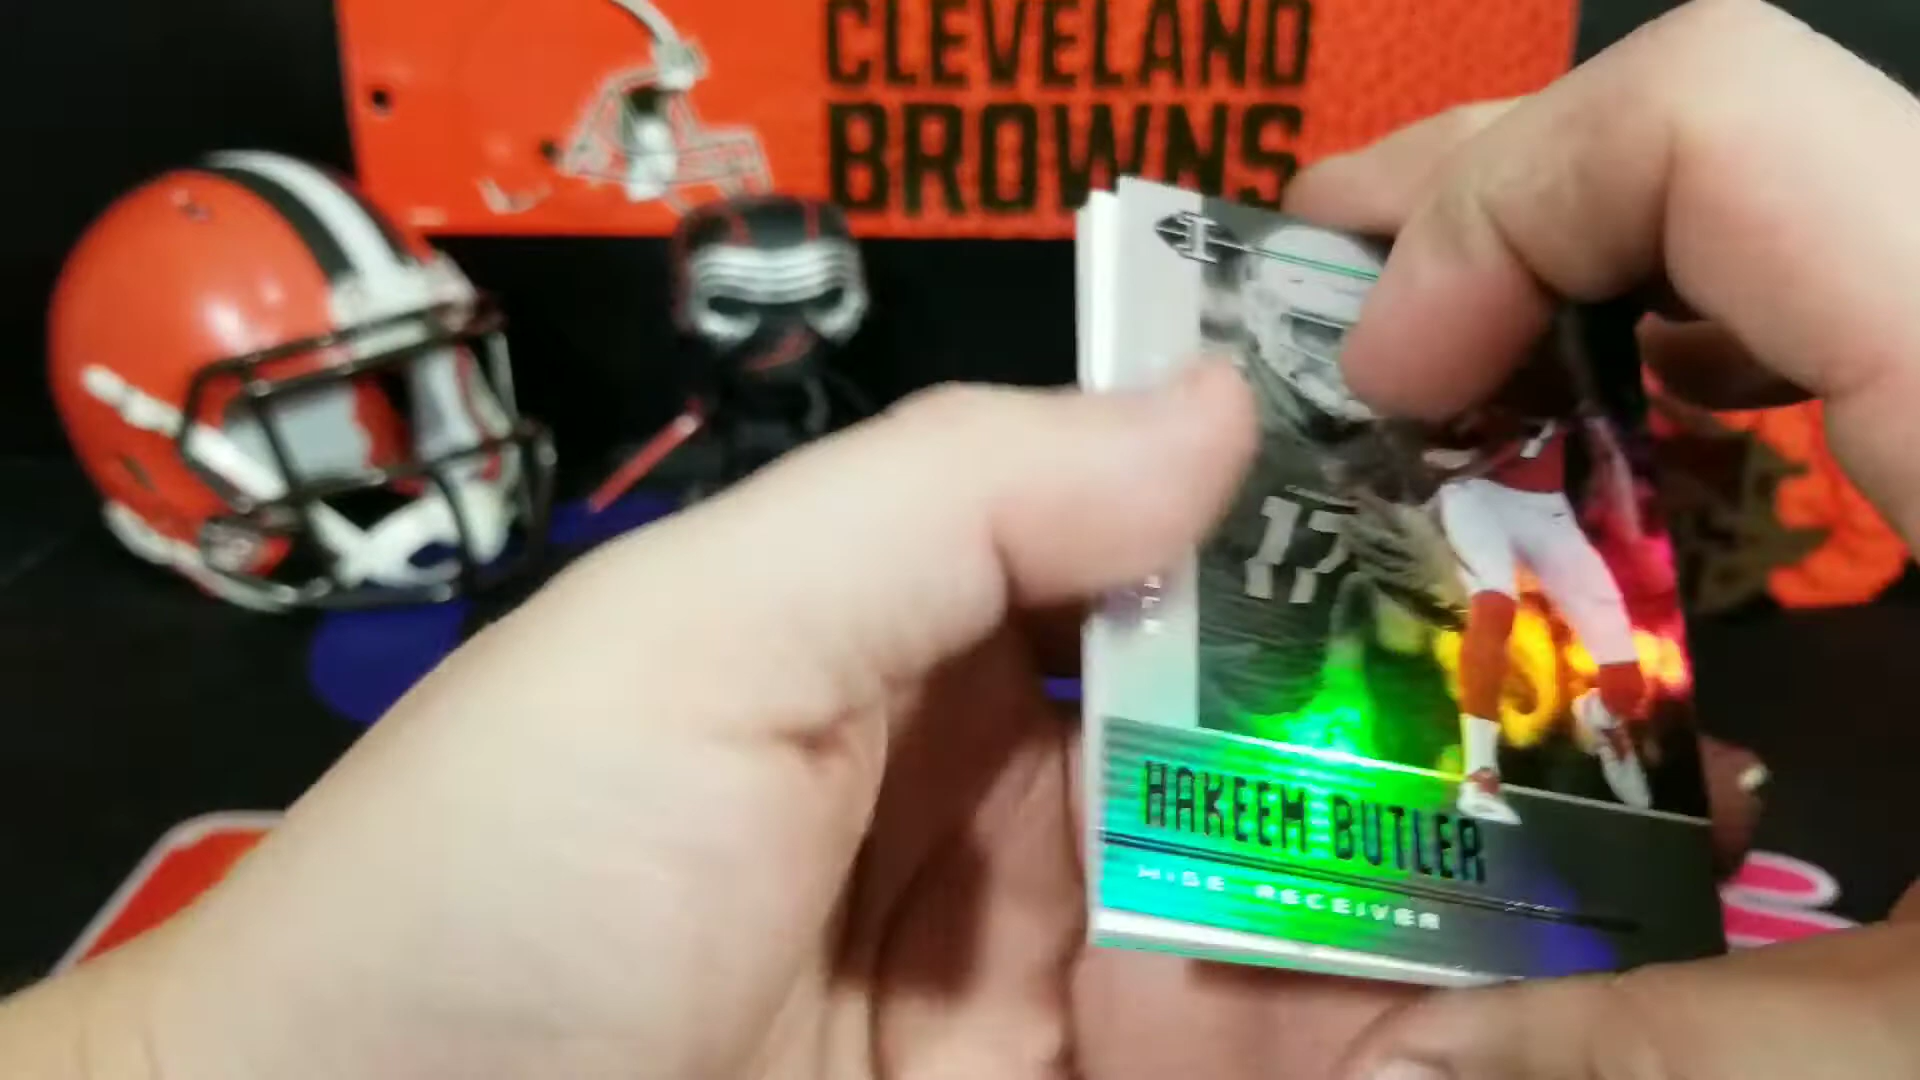 CLEVELAND
BROWNS
17
HAKEEM BUTLER
WIDE RECEIVER